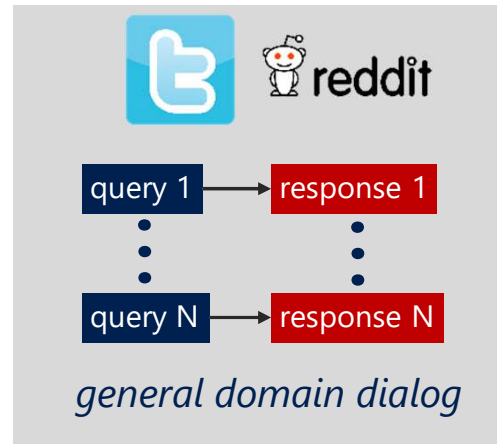 t reddit
query 1 response 1
query N response N
general domain dialog